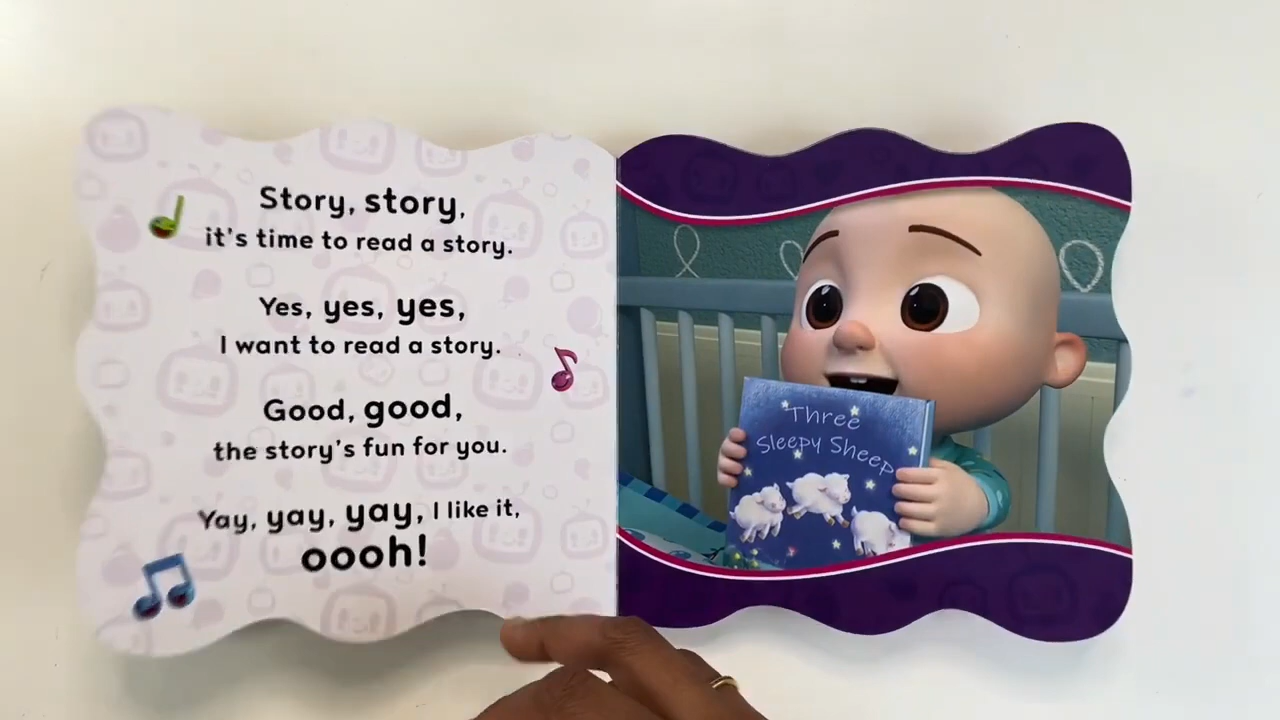 Story, story,
it's time to read a story.
Yes, yes, yes,
I want to read a story.
Good, good,
the story's fun for you.
Yay, yay, yay, I like it,
oooh!
Three
Sleepy Sheep